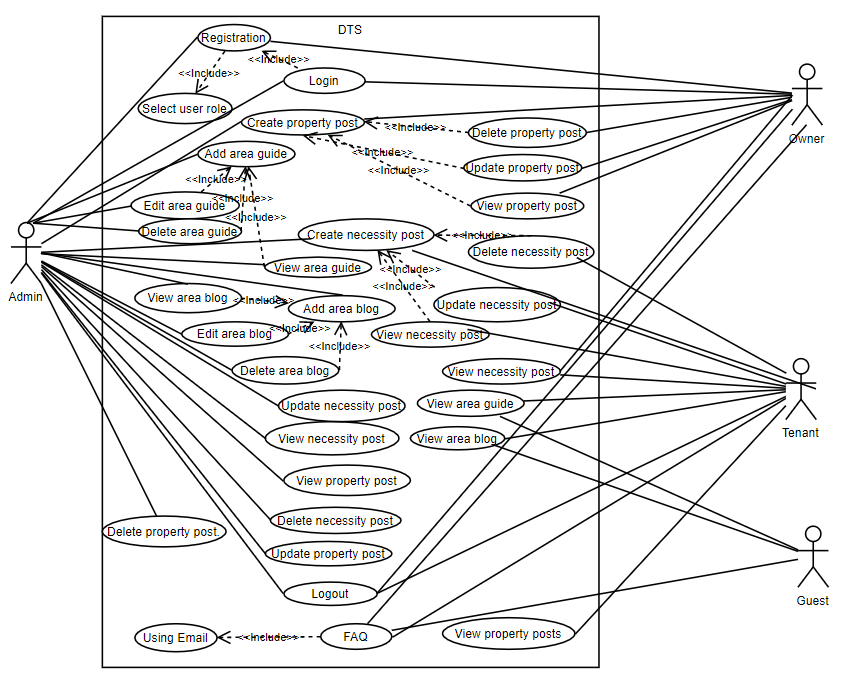 DTS
Registration
<<Include>>
<<Include>>
Login
Select user role
Create property post
<<Include>>
Delete property post
Owner
Add area guide
<<Include>>
Update property post
<<Include>>
<<Include>>
Edit area guide
<<Include>>
View property post
<<Include>>
Delete area guide
Create necessity post
<<Include>>
Delete necessity post
View area guide
<<Include>>
<<Include>>
Admin
View area blog
<<Include>>
Add area blog
Update necessity post
Edit area blog
<<Include>>
View necessity post
<<Include>>
Delete area blog
View necessity post
Update necessity post
View area guide
Tenant
View necessity post
View area blog
View property post
Delete necessity post
Delete property post.
Update property post
Logout
Guest
Using Email
<<Include>>
FAQ
View property posts